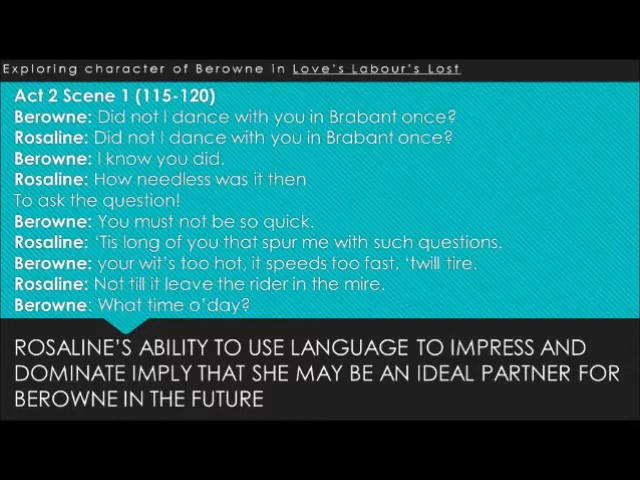 Exploring character of Berowne in Love's Labour's Lost
Act 2 Scene 1 (115-120)
Berowne: Did not I dance with you in Brabant once?
Rosaline: Did not I dance with you in Brabant once?
Berowne: I know you did.
Rosaline: How needless was it then
To ask the question!
Berowne: You must not be so quick.
Rosaline: 'Tis long of you that spur me with such questions.
Berowne: your wit's too hot, it speeds too fast, 'twill tire.
Rosaline: Not till it leave the rider in the mire.
Berowne: What time o'day?
ROSALINE'S ABILITY TO USE LANGUAGE TO IMPRESS AND
DOMINATE IMPLY THAT SHE MAY BE AN IDEAL PARTNER FOR
BEROWNE IN THE FUTURE